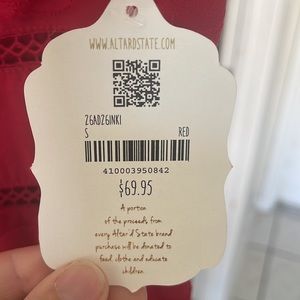 WWW.ALTARDSTATE.COM
26AD26INK1
S RED
410003950842
$69.95
A portion
of the proceeds from
every Altar'd State brand
purchase will be donated to
feed, clothe and educate
children.